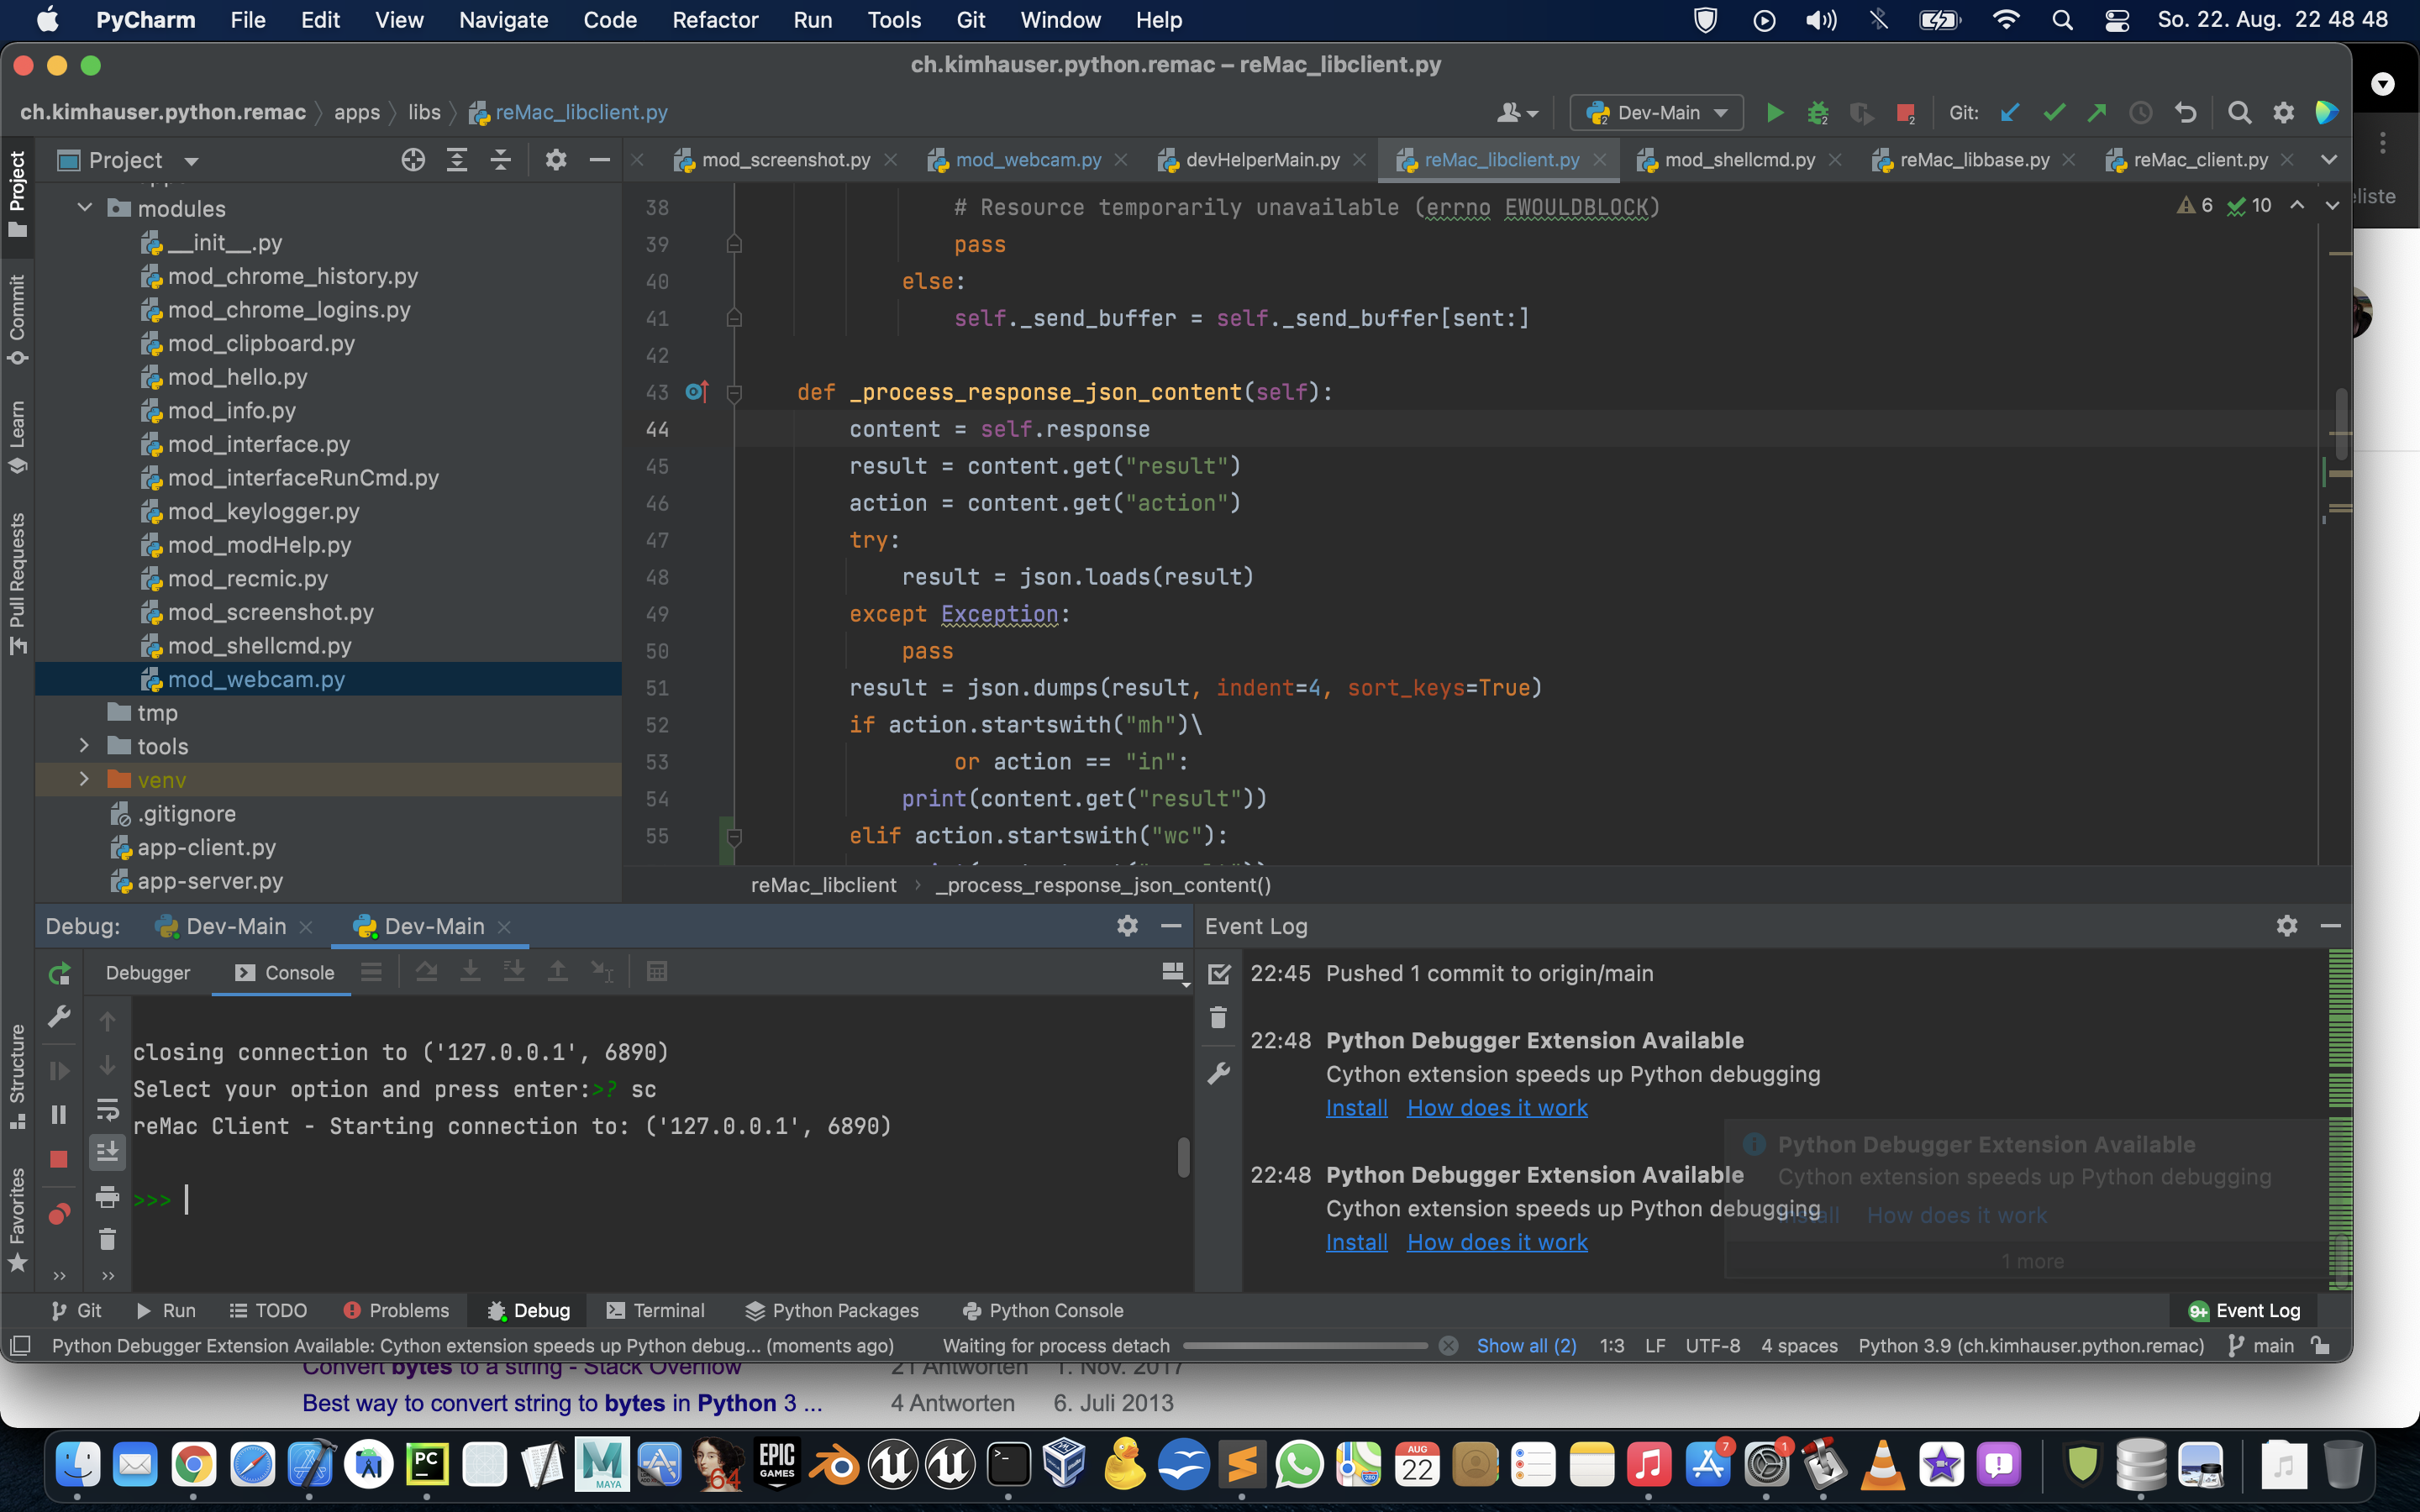 PyCharm File Edit View Navigate Code Refactor Run Tools Git Window Help So. 22. Aug. 22 48 48
ch.kimhauser.python.remac – reMac_libclient.py
ch.kimhauser.python.remac apps libs reMac_libclient.py Dev-Main Git:
Project
mod_screenshot.py mod_webcam.py devHelperMain.py reMac_libclient.py mod_shellcmd.py reMac_libbase.py reMac_client.py
eliste
Project
Commit
Learn
Pull Requests
Structure
Favorites
modules
__init__.py
mod_chrome_history.py
mod_chrome_logins.py
mod_clipboard.py
mod_hello.py
mod_info.py
mod_interface.py
mod_interfaceRunCmd.py
mod_keylogger.py
mod_modHelp.py
mod_recmic.py
mod_screenshot.py
mod_shellcmd.py
mod_webcam.py
tmp
tools
venv
.gitignore
app-client.py
app-server.py
6 10
38 # Resource temporarily unavailable (errno EWOULDBLOCK)
39 pass
40 else:
41 self._send_buffer = self._send_buffer[sent:]
42
43 def _process_response_json_content(self):
44 content = self.response
45 result = content.get("result")
46 action = content.get("action")
47 try:
48 result = json.loads(result)
49 except Exception:
50 pass
51 result = json.dumps(result, indent=4, sort_keys=True)
52 if action.startswith("mh")\
53 or action == "in":
54 print(content.get("result"))
55 elif action.startswith("wc"):
reMac_libclient › _process_response_json_content()
Debug: Dev-Main Dev-Main
Debugger Console
closing connection to ('127.0.0.1', 6890)
Select your option and press enter:>? sc
reMac Client - Starting connection to: ('127.0.0.1', 6890)
>>>
Event Log
22:45 Pushed 1 commit to origin/main
22:48 Python Debugger Extension Available
Cython extension speeds up Python debugging
Install How does it work
22:48 Python Debugger Extension Available
Cython extension speeds up Python debugging
Install How does it work
Python Debugger Extension Available
Cython extension speeds up Python debugging
Install How does it work
1 more
Git Run TODO Problems Debug Terminal Python Packages Python Console 9+ Event Log
Python Debugger Extension Available: Cython extension speeds up Python debug... (moments ago) Waiting for process detach Show all (2) 1:3 LF UTF-8 4 spaces Python 3.9 (ch.kimhauser.python.remac) main
Convert bytes to a string - Stack Overflow 21 Antworten 1. Nov. 2017
Best way to convert string to bytes in Python 3 ... 4 Antworten 6. Juli 2013
PC
MAYA
64
EPIC GAMES
AUG
22
7
1